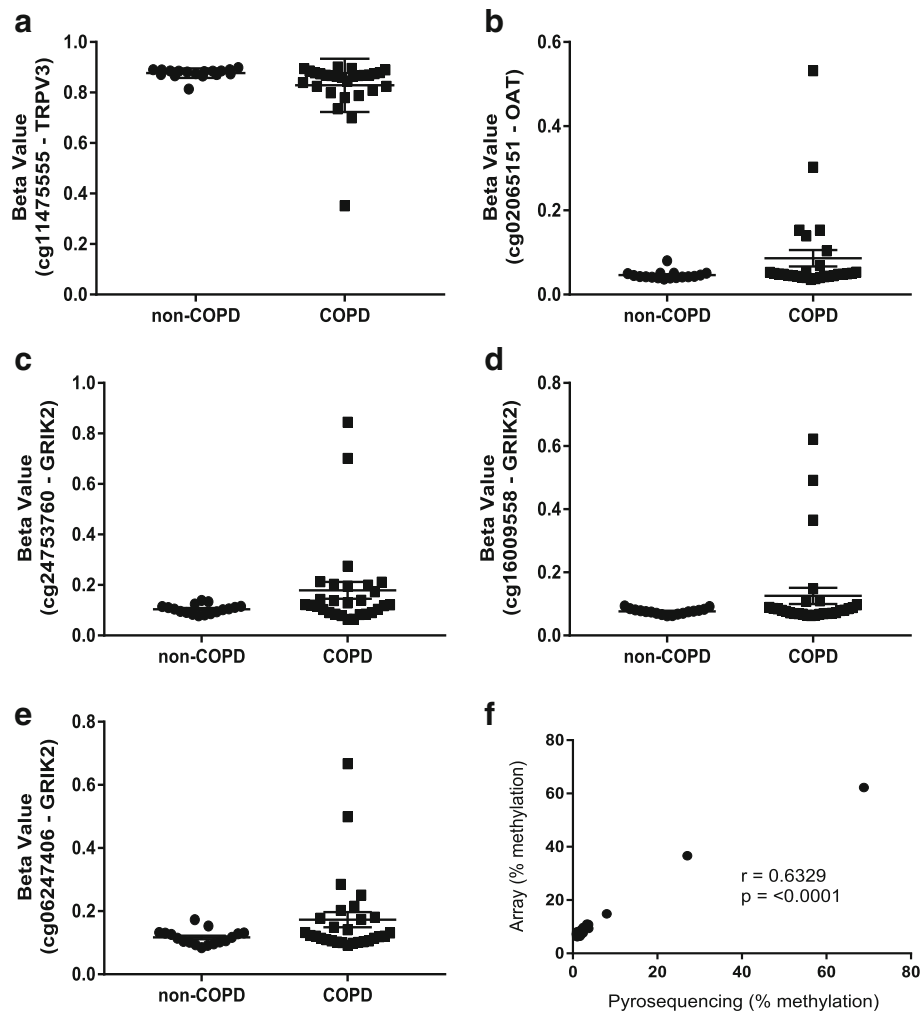 a
1.0
0.8
0.6
0.4
0.2
0.0
Beta Value
(cg11475555 - TRPV3)
non-COPD
COPD
b
0.6
0.4
0.2
0.0
Beta Value
(cg02065151 - OAT)
non-COPD
COPD
c
1.0
0.8
0.6
0.4
0.2
0.0
Beta Value
(cg24753760 - GRIK2)
non-COPD
COPD
d
0.8
0.6
0.4
0.2
0.0
Beta Value
(cg16009558 - GRIK2)
non-COPD
COPD
e
0.8
0.6
0.4
0.2
0.0
Beta Value
(cg06247406 - GRIK2)
non-COPD
COPD
f
80
60
40
20
0
Array (% methylation)
r = 0.6329
p = <0.0001
0
20
40
60
80
Pyrosequencing (% methylation)